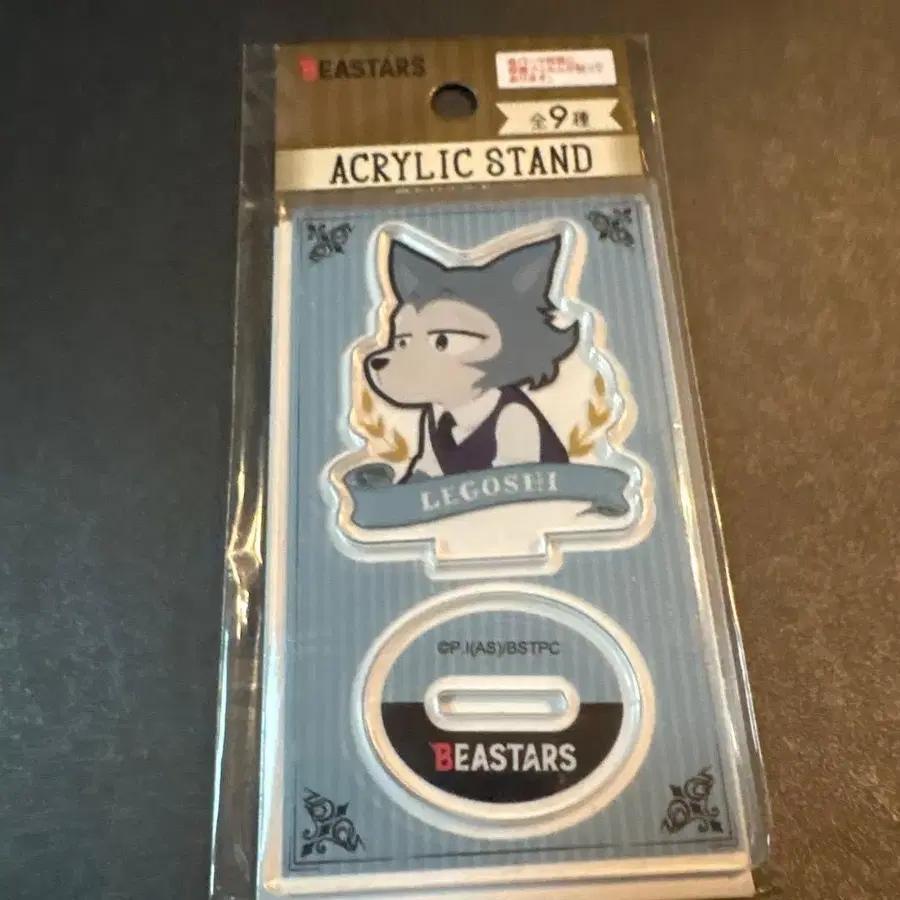 BEASTARS
全9種
ACRYLIC STAND
LEGOSHI
©P.I(AS)/BSTPC
BEASTARS